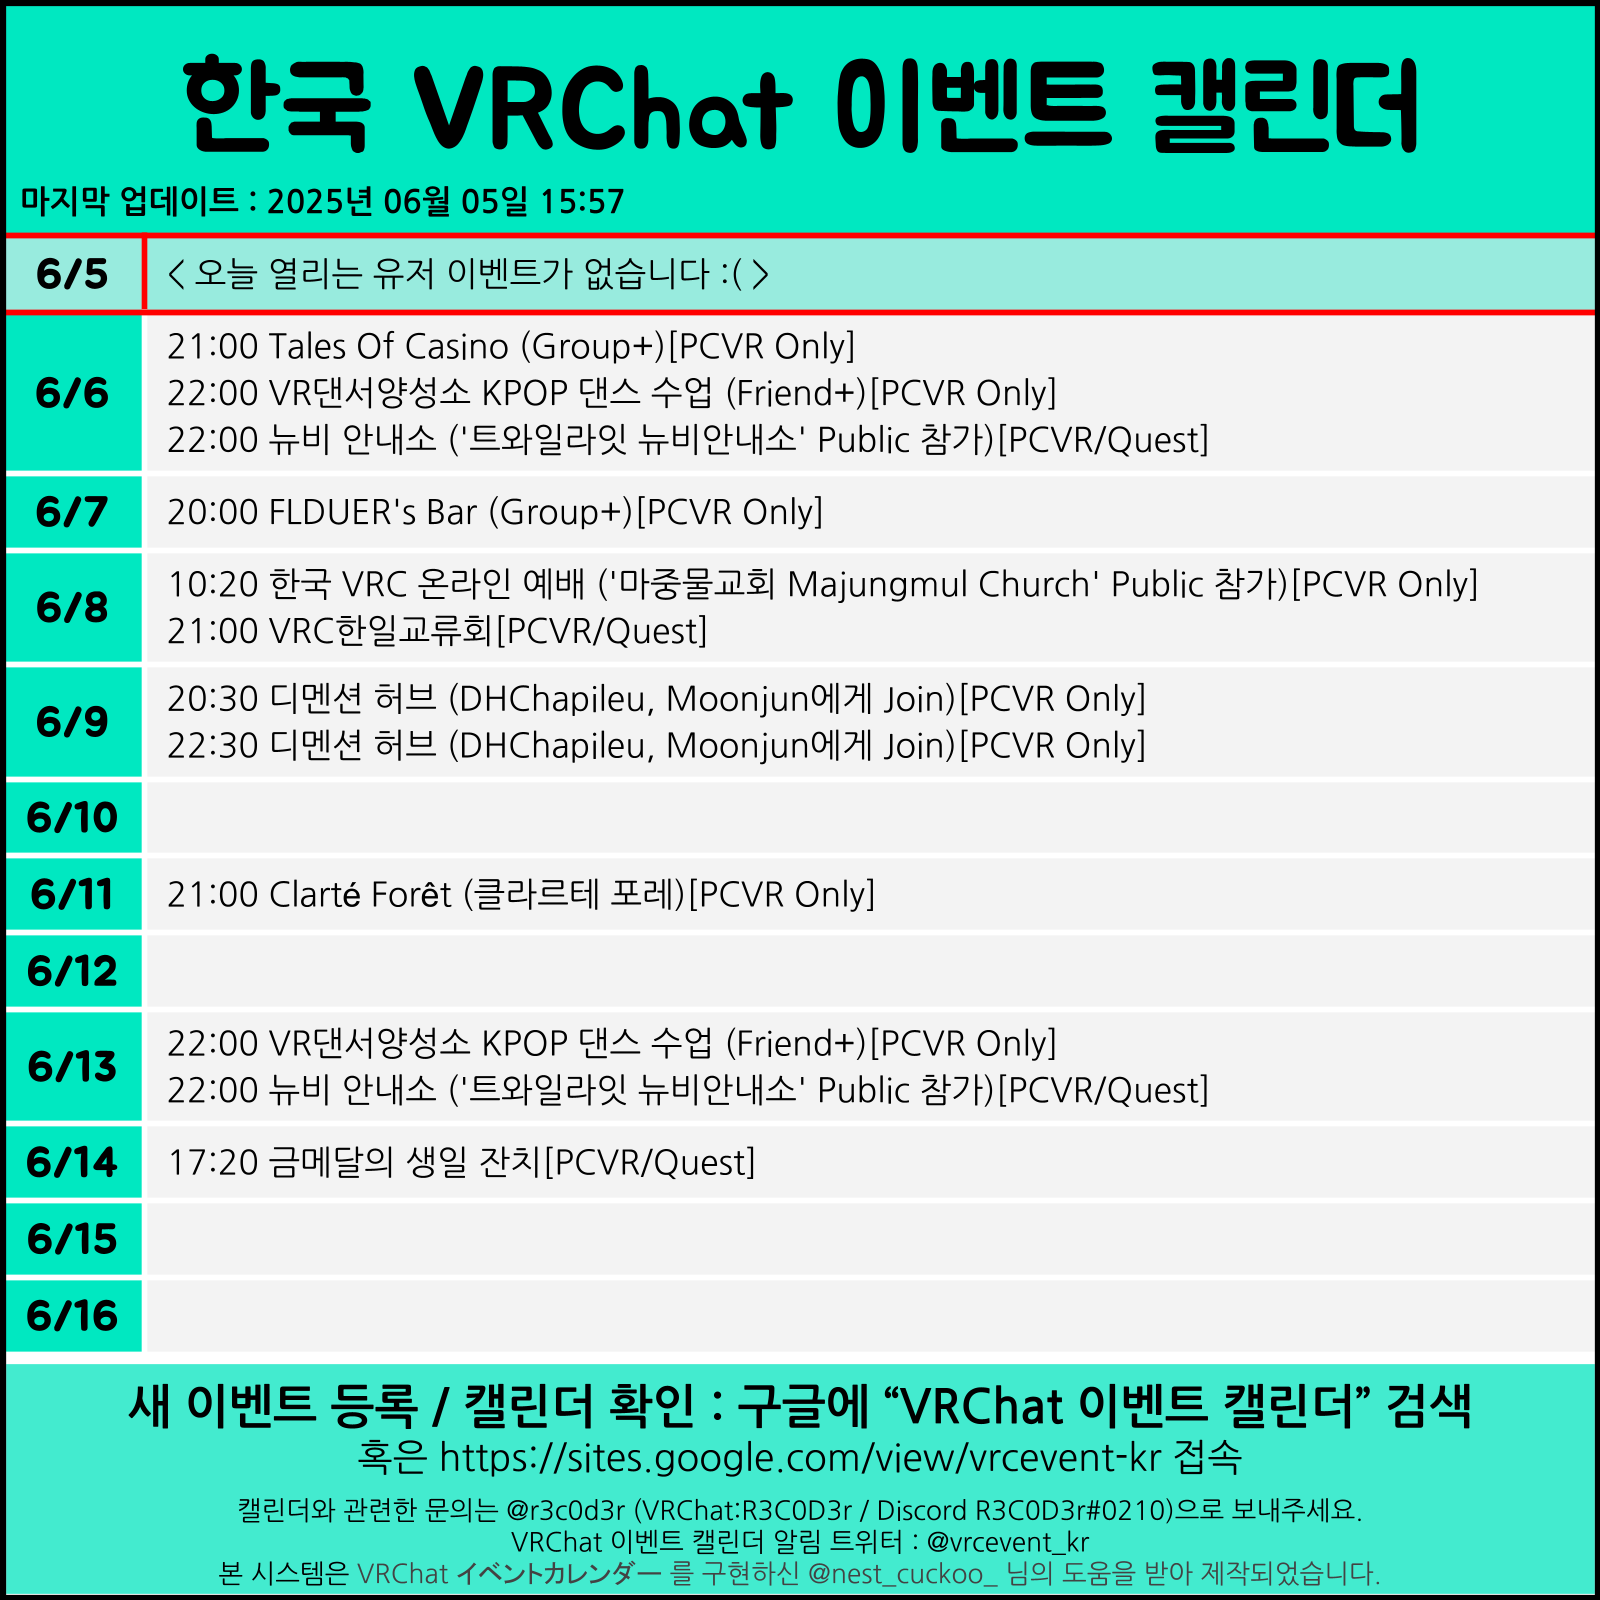 한국 VRChat 이벤트 캘린더
마지막 업데이트 : 2025년 06월 05일 15:57
6/5
< 오늘 열리는 유저 이벤트가 없습니다 :( >
6/6
21:00 Tales Of Casino (Group+)[PCVR Only]
22:00 VR댄서양성소 KPOP 댄스 수업 (Friend+)[PCVR Only]
22:00 뉴비 안내소 ('트와일라잇 뉴비안내소' Public 참가)[PCVR/Quest]
6/7
20:00 FLDUER's Bar (Group+)[PCVR Only]
6/8
10:20 한국 VRC 온라인 예배 ('마중물교회 Majungmul Church' Public 참가)[PCVR Only]
21:00 VRC한일교류회[PCVR/Quest]
6/9
20:30 디멘션 허브 (DHChapileu, Moonjun에게 Join)[PCVR Only]
22:30 디멘션 허브 (DHChapileu, Moonjun에게 Join)[PCVR Only]
6/10
6/11
21:00 Clarté Forêt (클라르테 포레)[PCVR Only]
6/12
6/13
22:00 VR댄서양성소 KPOP 댄스 수업 (Friend+)[PCVR Only]
22:00 뉴비 안내소 ('트와일라잇 뉴비안내소' Public 참가)[PCVR/Quest]
6/14
17:20 금메달의 생일 잔치[PCVR/Quest]
6/15
6/16
새 이벤트 등록 / 캘린더 확인 : 구글에 “VRChat 이벤트 캘린더” 검색
혹은 https://sites.google.com/view/vrcevent-kr 접속
캘린더와 관련한 문의는 @r3c0d3r (VRChat:R3C0D3r / Discord R3C0D3r#0210)으로 보내주세요.
VRChat 이벤트 캘린더 알림 트위터 : @vrcevent_kr
본 시스템은 VRChat イベントカレンダー 를 구현하신 @nest_cuckoo_ 님의 도움을 받아 제작되었습니다.